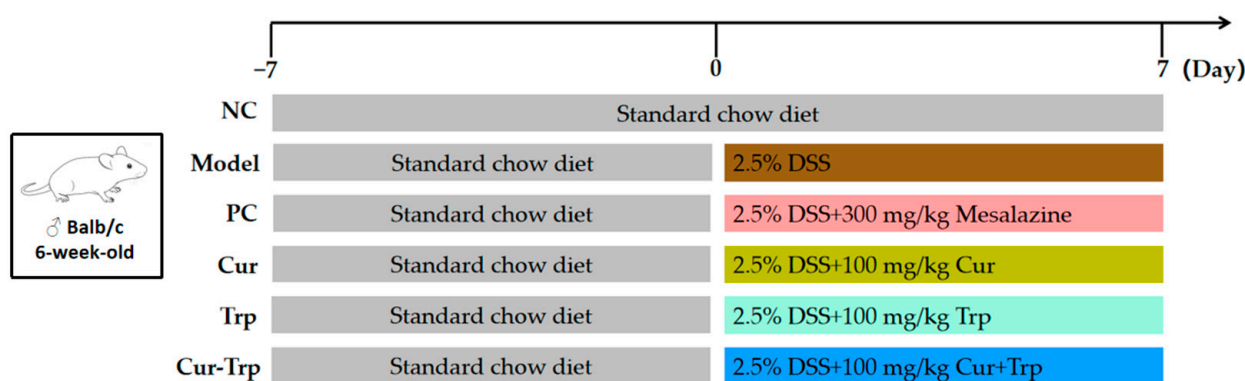 −7
0
7 (Day)
NC
Standard chow diet
Model
Standard chow diet
2.5% DSS
PC
Standard chow diet
2.5% DSS+300 mg/kg Mesalazine
♂ Balb/c
6-week-old
Cur
Standard chow diet
2.5% DSS+100 mg/kg Cur
Trp
Standard chow diet
2.5% DSS+100 mg/kg Trp
Cur-Trp
Standard chow diet
2.5% DSS+100 mg/kg Cur+Trp